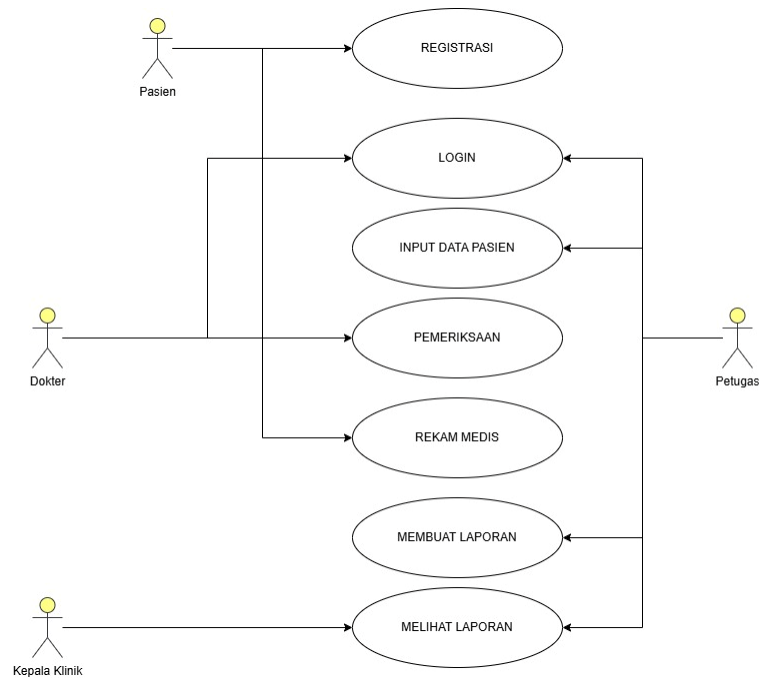 REGISTRASI
Pasien
LOGIN
INPUT DATA PASIEN
PEMERIKSAAN
Dokter
Petugas
REKAM MEDIS
MEMBUAT LAPORAN
MELIHAT LAPORAN
Kepala Klinik